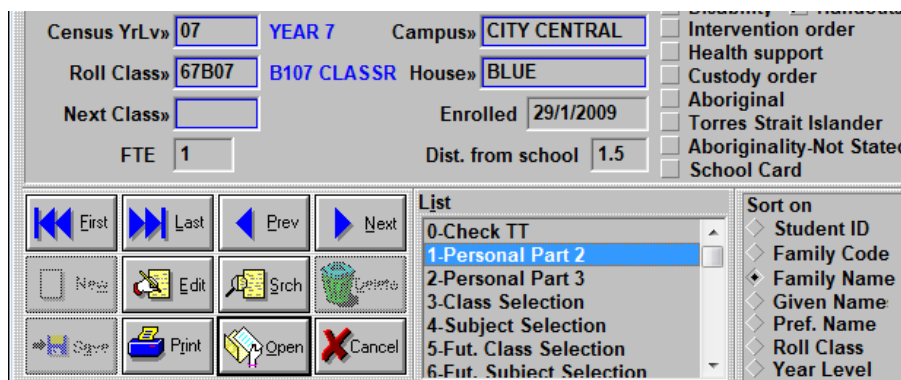 Disability Handouts
Census YrLv» 07 YEAR 7 Campus» CITY CENTRAL
Intervention order
Health support
Roll Class» 67B07 B107 CLASSR House» BLUE
Custody order
Aboriginal
Next Class» Enrolled 29/1/2009
Torres Strait Islander
Aboriginality-Not Stated
FTE 1 Dist. from school 1.5
School Card
First Last Prev Next
New Edit Srch Delete
Save Print Open Cancel
List
0-Check TT
1-Personal Part 2
2-Personal Part 3
3-Class Selection
4-Subject Selection
5-Fut. Class Selection
6-Fut. Subject Selection
Sort on
Student ID
Family Code
Family Name
Given Name
Pref. Name
Roll Class
Year Level